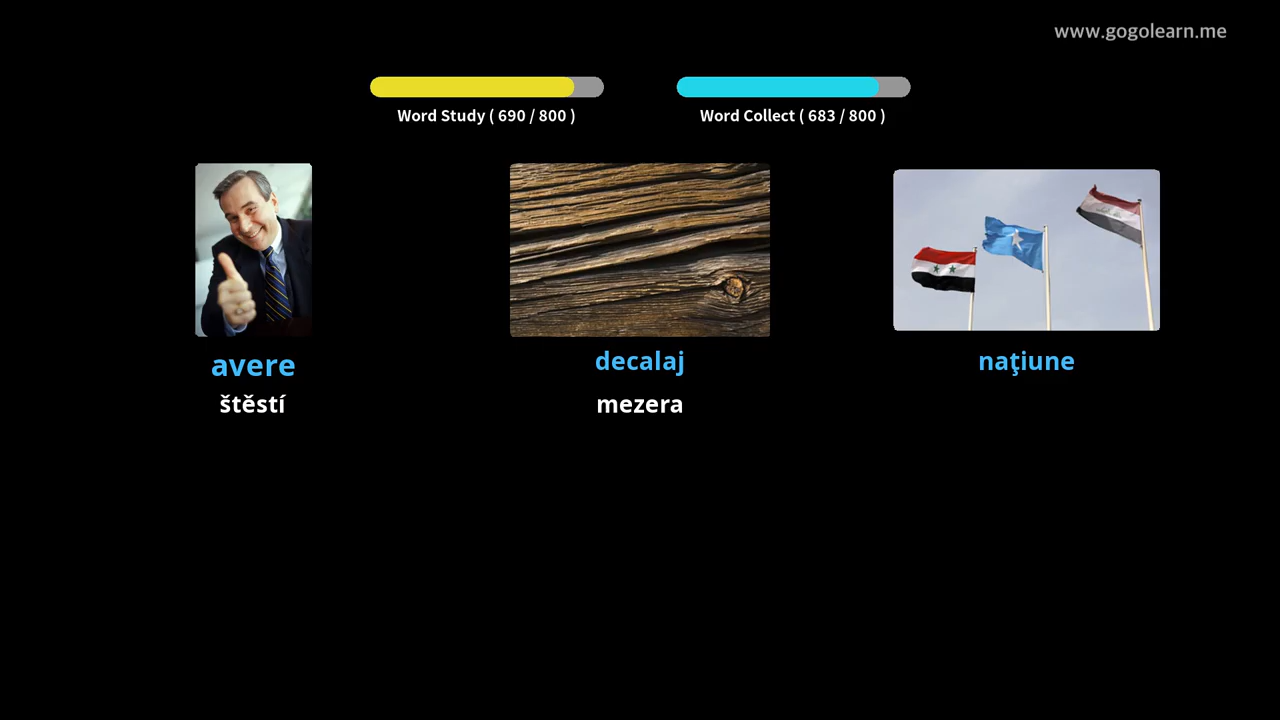 www.gogolearn.me
Word Study ( 690 / 800 )
Word Collect ( 683 / 800 )
avere
decalaj
naţiune
štěstí
mezera